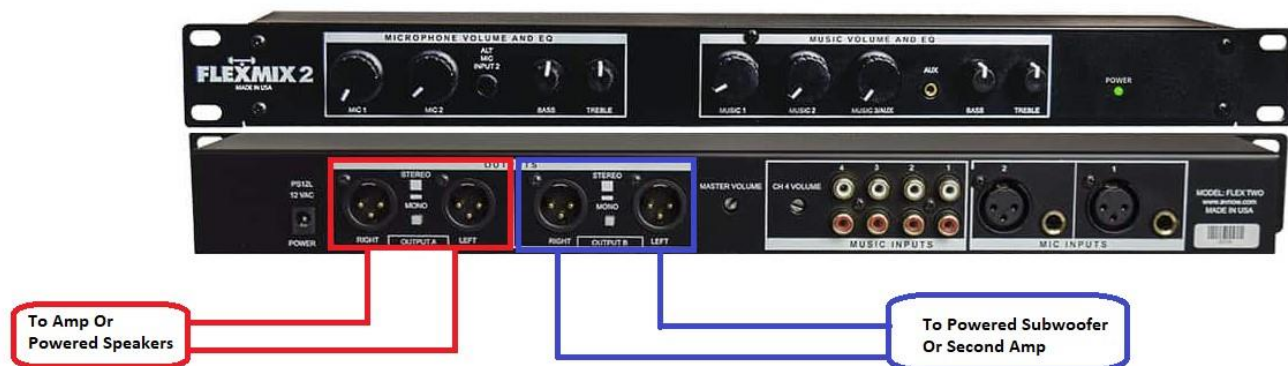 MICROPHONE VOLUME AND EQ
MUSIC VOLUME AND EQ
FLEXMIX 2
MADE IN USA
ALT
MIC
INPUT 2
AUX
POWER
MIC 1 MIC 2 BASS TREBLE
MUSIC 1 MUSIC 2 MUSIC 3/AUX BASS TREBLE
OUTPUTS
PS12L
12 VAC
POWER
STEREO
MONO
RIGHT OUTPUT A LEFT
STEREO
MONO
RIGHT OUTPUT B LEFT
MASTER VOLUME
CH 4 VOLUME
4 3 2 1
MUSIC INPUTS
2 1
MIC INPUTS
MODEL: FLEX TWO
www.avnow.com
MADE IN USA
To Amp Or
Powered Speakers
To Powered Subwoofer
Or Second Amp